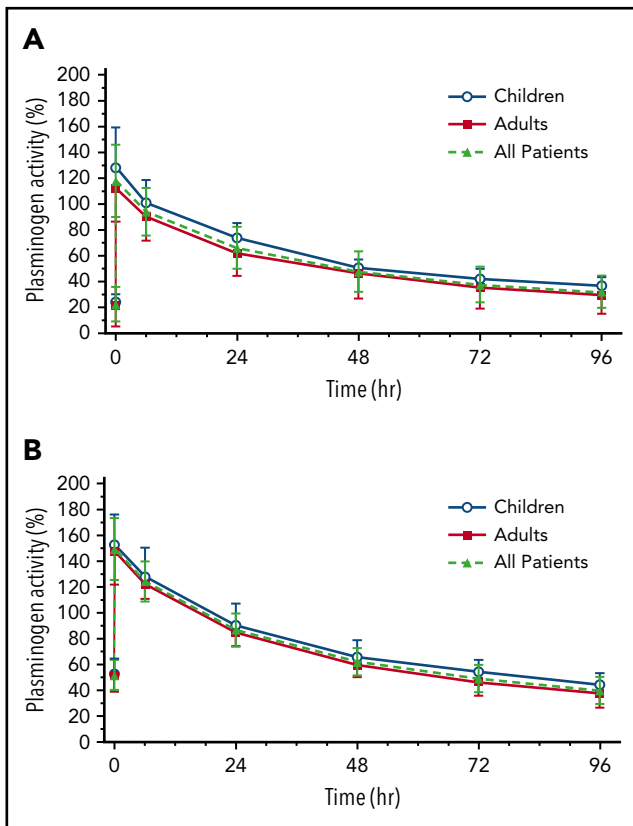 A
Plasminogen activity (%)
200
180
160
140
120
100
80
60
40
20
0
Children
Adults
All Patients
0 24 48 72 96
Time (hr)
B
Plasminogen activity (%)
200
180
160
140
120
100
80
60
40
20
0
Children
Adults
All Patients
0 24 48 72 96
Time (hr)